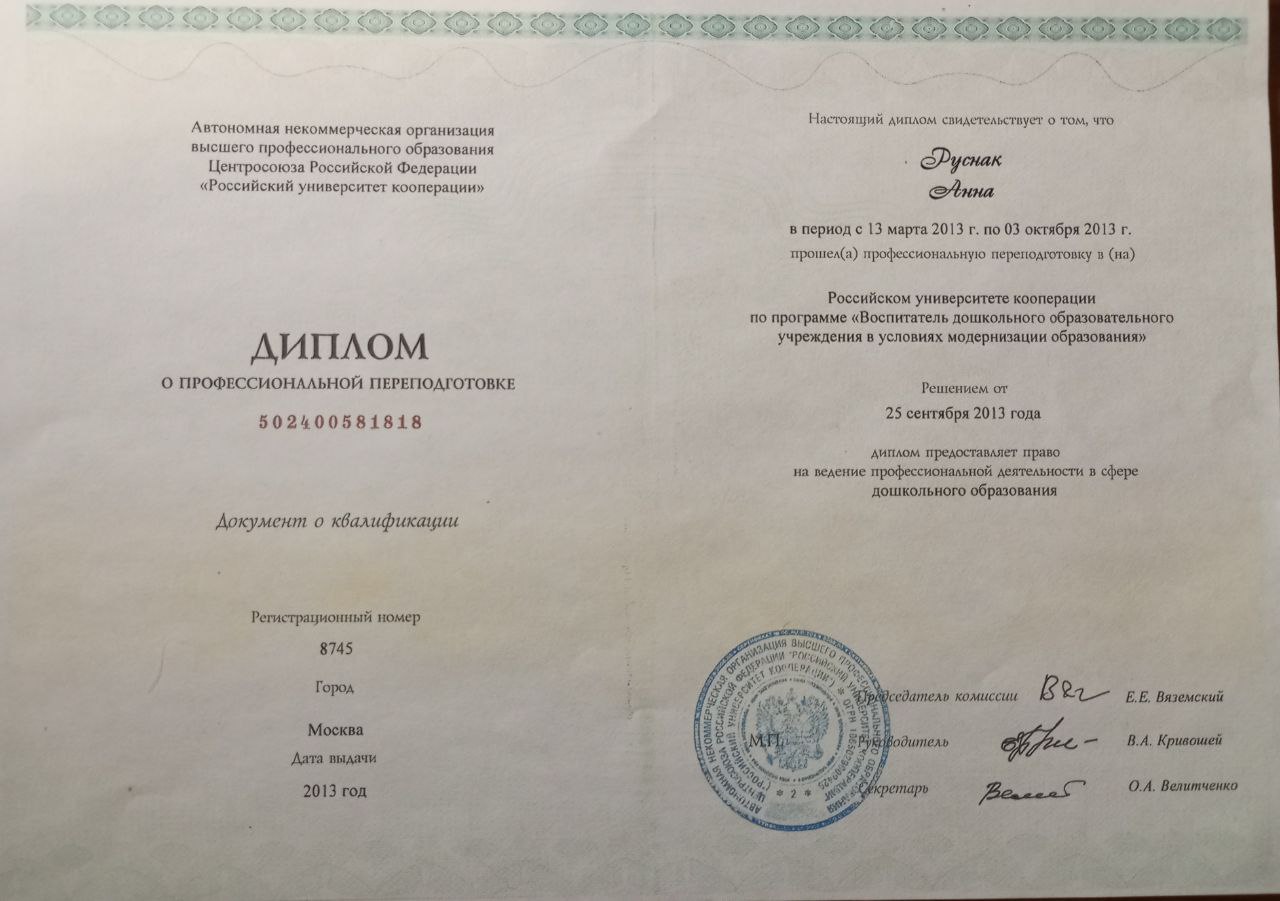 Автономная некоммерческая организация
высшего профессионального образования
Центросоюза Российской Федерации
«Российский университет кооперации»
ДИПЛОМ
О ПРОФЕССИОНАЛЬНОЙ ПЕРЕПОДГОТОВКЕ
502400581818
Документ о квалификации
Регистрационный номер
8745
Город
Москва
Дата выдачи
2013 год
Настоящий диплом свидетельствует о том, что
Руснак
Анна
в период с 13 марта 2013 г. по 03 октября 2013 г.
прошел(а) профессиональную переподготовку в (на)
Российском университете кооперации
по программе «Воспитатель дошкольного образовательного
учреждения в условиях модернизации образования»
Решением от
25 сентября 2013 года
диплом предоставляет право
на ведение профессиональной деятельности в сфере
дошкольного образования
Председатель комиссии Е.Е. Вяземский
М.П. Руководитель В.А. Кривошей
Секретарь О.А. Велитченко
АВТОНОМНАЯ НЕКОММЕРЧЕСКАЯ ОРГАНИЗАЦИЯ ВЫСШЕГО ПРОФЕССИОНАЛЬНОГО ОБРАЗОВАНИЯ
ЦЕНТРОСОЮЗА РОССИЙСКОЙ ФЕДЕРАЦИИ "РОССИЙСКИЙ УНИВЕРСИТЕТ КООПЕРАЦИИ"
(РОССИЙСКИЙ УНИВЕРСИТЕТ КООПЕРАЦИИ) * ОГРН
* 2 *